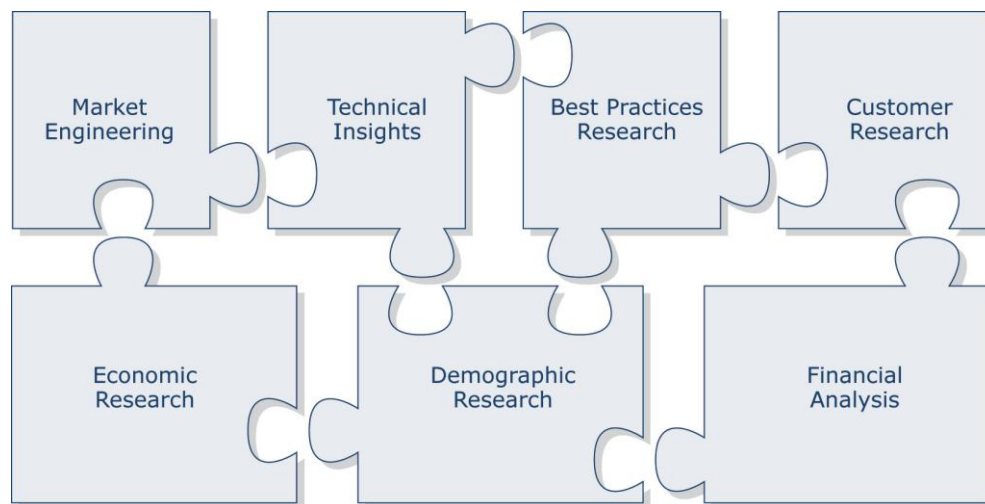 Market
Engineering
Technical
Insights
Best Practices
Research
Customer
Research
Economic
Research
Demographic
Research
Financial
Analysis